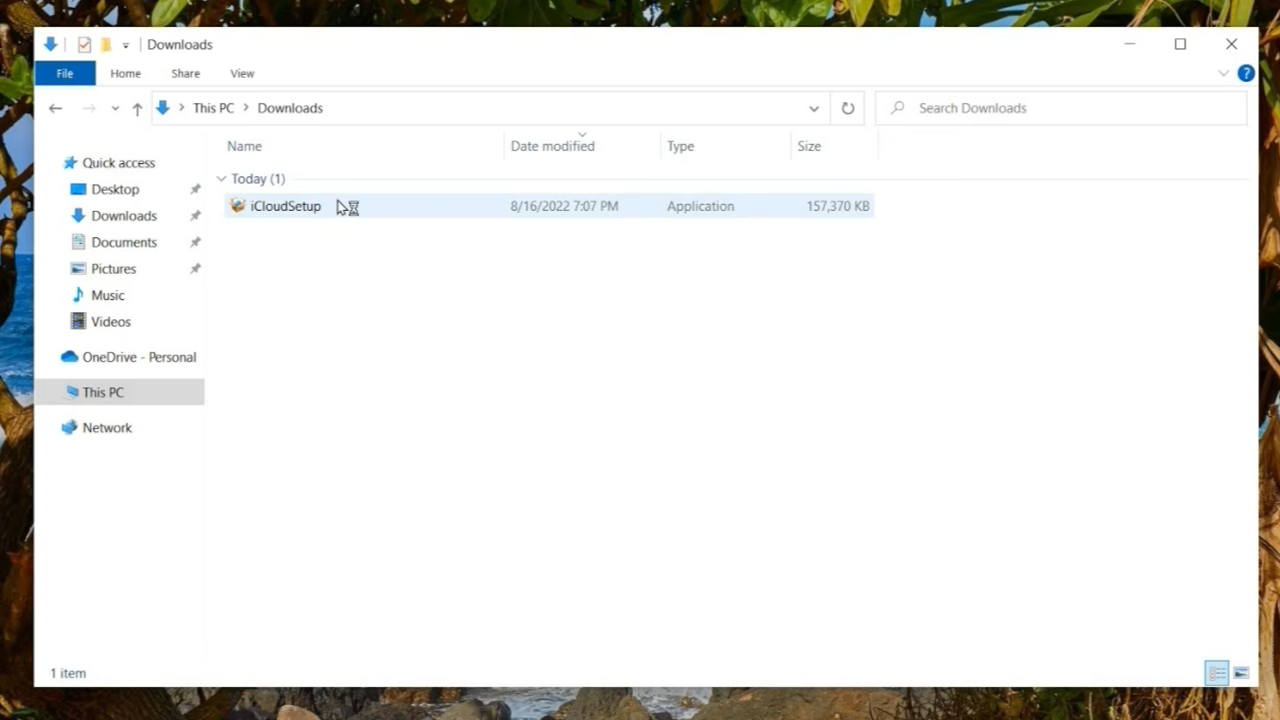 Downloads
File Home Share View
This PC Downloads Search Downloads
Name Date modified Type Size
Quick access
Today (1)
Desktop
iCloudSetup 8/16/2022 7:07 PM Application 157,370 KB
Downloads
Documents
Pictures
Music
Videos
OneDrive - Personal
This PC
Network
1 item